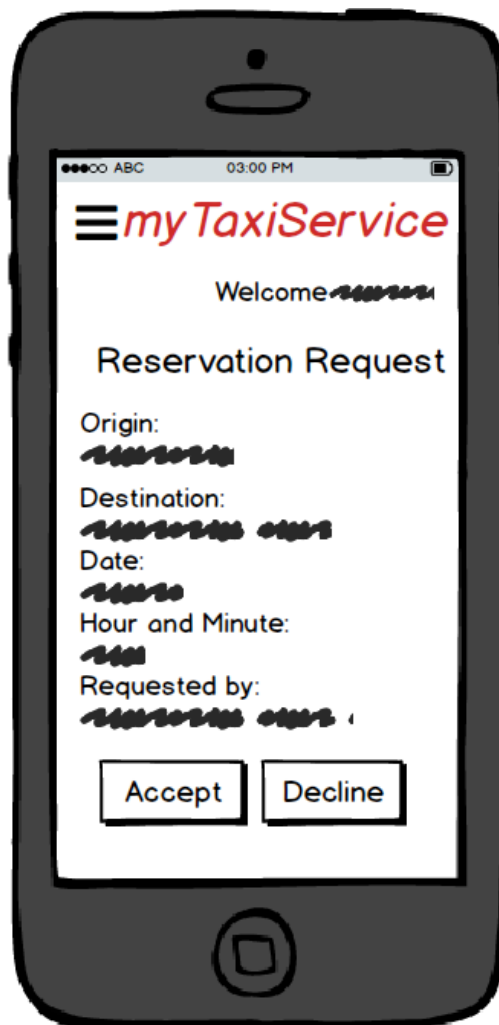 ABC 03:00 PM
myTaxiService
Welcome
Reservation Request
Origin:
Destination:
Date:
Hour and Minute:
Requested by:
Accept Decline